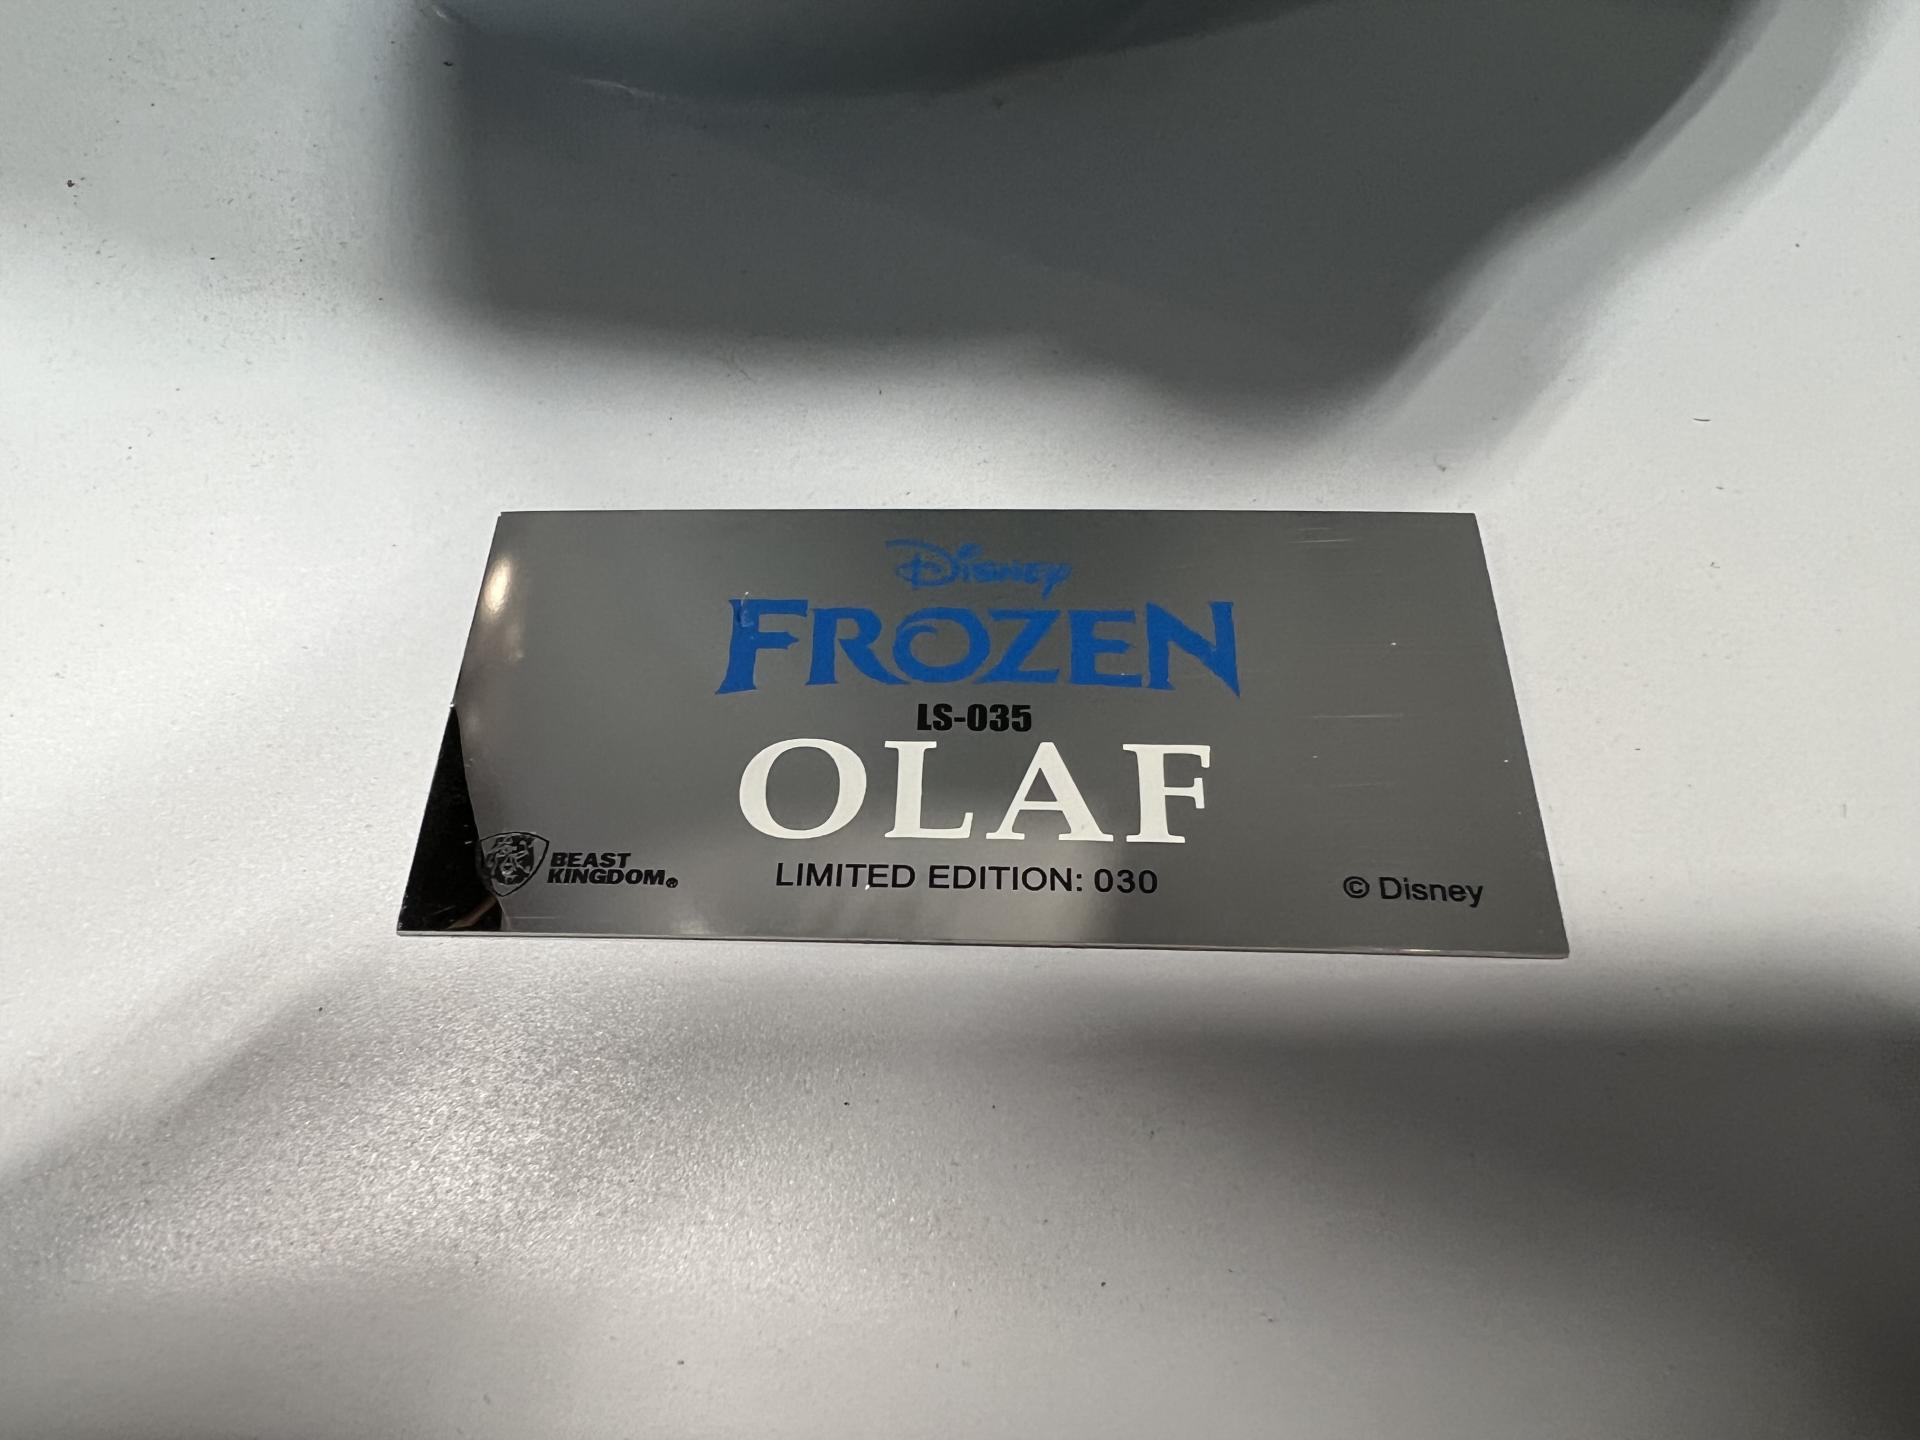 Disney
FROZEN
LS-035
OLAF
BEAST
KINGDOM®
LIMITED EDITION: 030
© Disney